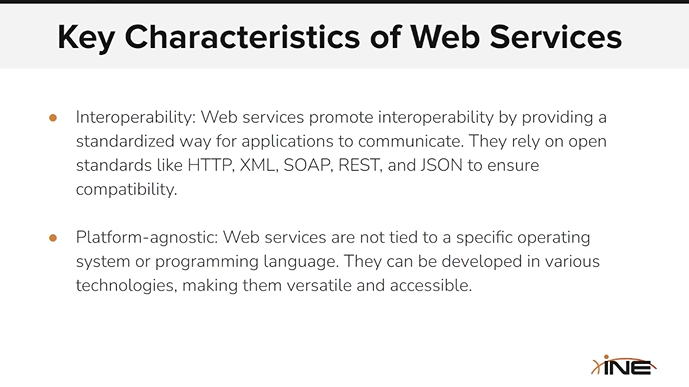 Key Characteristics of Web Services
● Interoperability: Web services promote interoperability by providing a
standardized way for applications to communicate. They rely on open
standards like HTTP, XML, SOAP, REST, and JSON to ensure
compatibility.
● Platform-agnostic: Web services are not tied to a specific operating
system or programming language. They can be developed in various
technologies, making them versatile and accessible.
INE